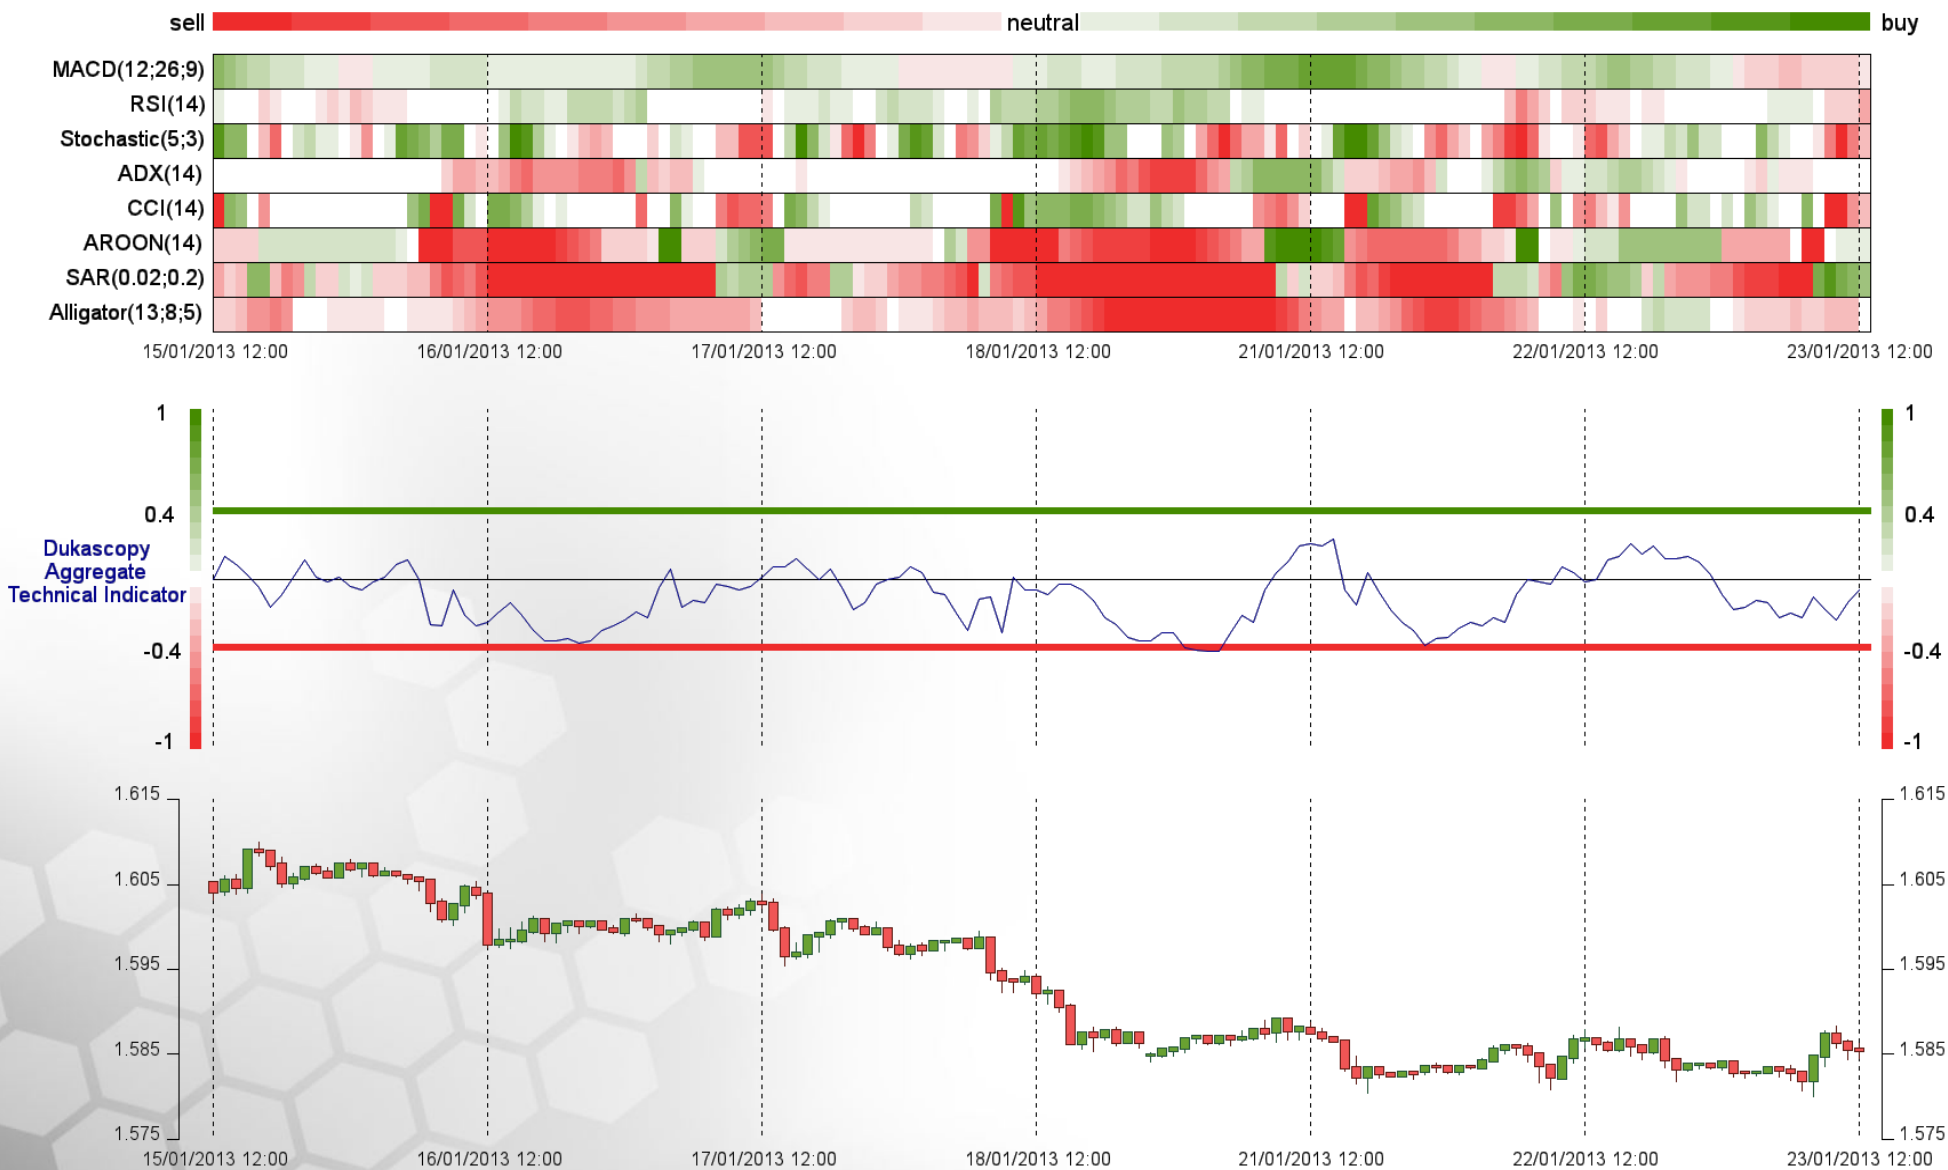 sell neutral buy
MACD(12;26;9)
RSI(14)
Stochastic(5;3)
ADX(14)
CCI(14)
AROON(14)
SAR(0.02;0.2)
Alligator(13;8;5)
15/01/2013 12:00 16/01/2013 12:00 17/01/2013 12:00 18/01/2013 12:00 21/01/2013 12:00 22/01/2013 12:00 23/01/2013 12:00
1 1
0.4 0.4
Dukascopy
Aggregate
Technical Indicator
-0.4 -0.4
-1 -1
1.615 1.615
1.605 1.605
1.595 1.595
1.585 1.585
1.575 1.575
15/01/2013 12:00 16/01/2013 12:00 17/01/2013 12:00 18/01/2013 12:00 21/01/2013 12:00 22/01/2013 12:00 23/01/2013 12:00